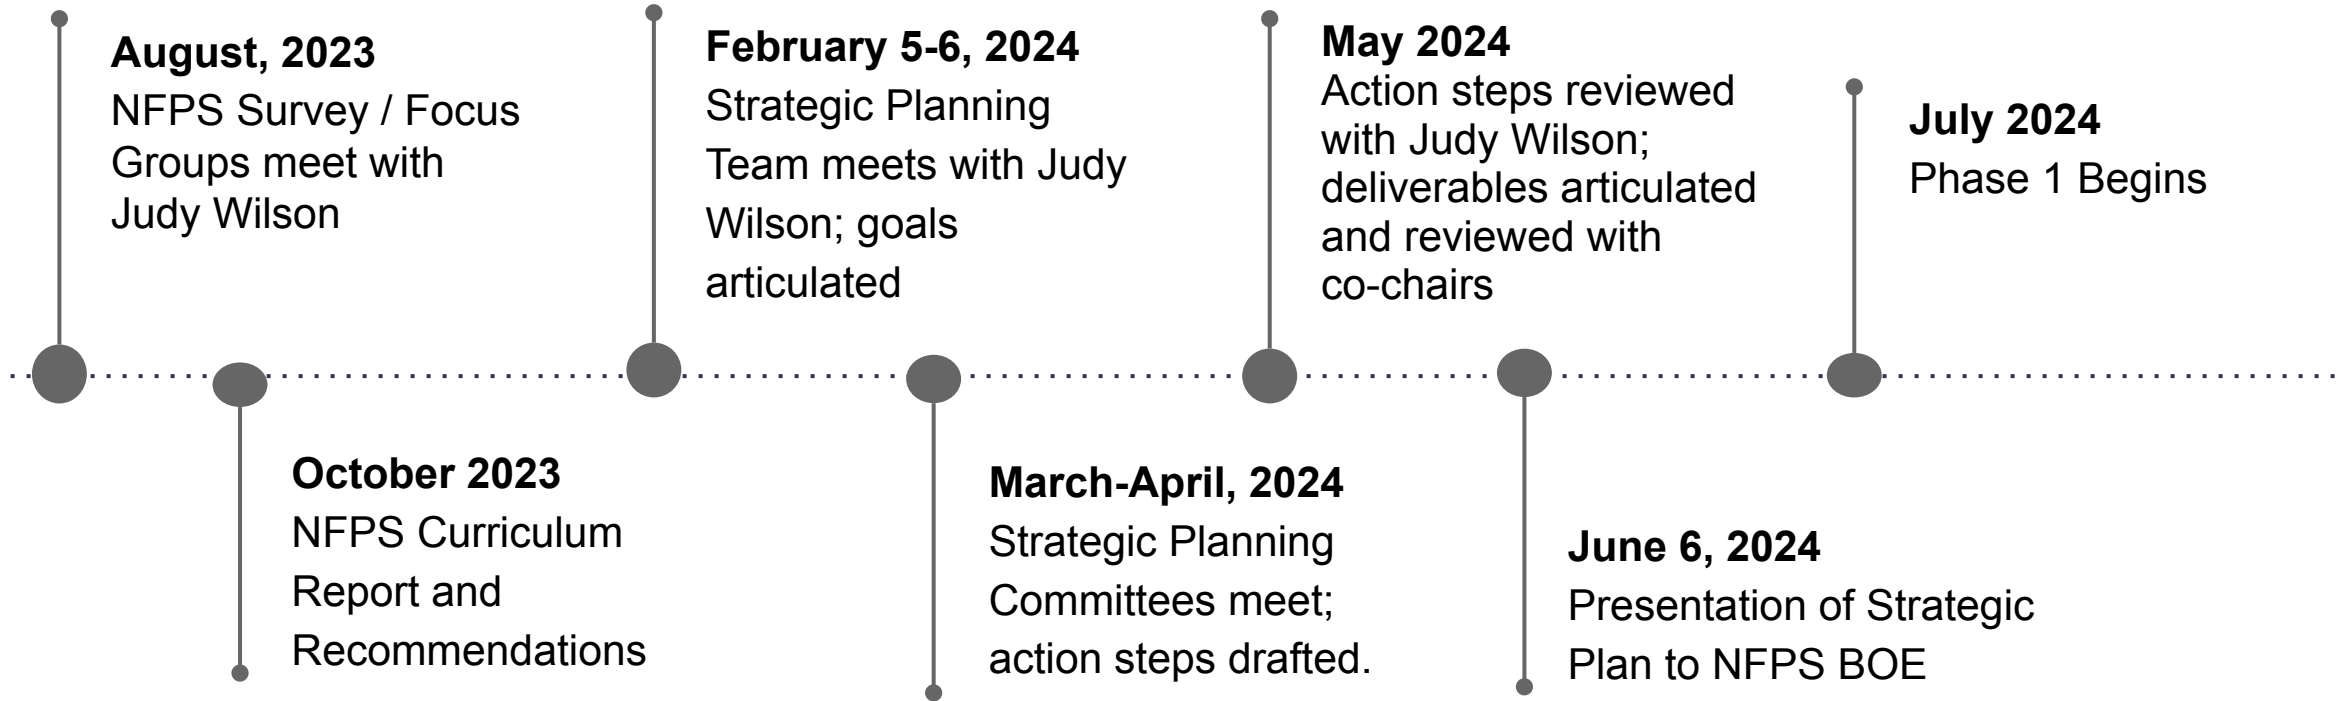 August, 2023
NFPS Survey / Focus
Groups meet with
Judy Wilson
October 2023
NFPS Curriculum
Report and
Recommendations
February 5-6, 2024
Strategic Planning
Team meets with Judy
Wilson; goals
articulated
March-April, 2024
Strategic Planning
Committees meet;
action steps drafted.
May 2024
Action steps reviewed
with Judy Wilson;
deliverables articulated
and reviewed with
co-chairs
June 6, 2024
Presentation of Strategic
Plan to NFPS BOE
July 2024
Phase 1 Begins